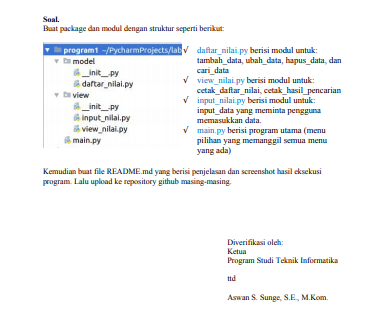 Soal.
Buat package dan modul dengan struktur seperti berikut:
program1 ~/PycharmProjects/lab
model
__init__.py
daftar_nilai.py
view
__init__.py
input_nilai.py
view_nilai.py
main.py
√ daftar_nilai.py berisi modul untuk:
tambah_data, ubah_data, hapus_data, dan
cari_data
√ view_nilai.py berisi modul untuk:
cetak_daftar_nilai, cetak_hasil_pencarian
√ input_nilai.py berisi modul untuk:
input_data yang meminta pengguna
memasukkan data.
√ main.py berisi program utama (menu
pilihan yang memanggil semua menu
yang ada)
Kemudian buat file README.md yang berisi penjelasan dan screenshot hasil eksekusi
program. Lalu upload ke repository github masing-masing.
Diverifikasi oleh:
Ketua
Program Studi Teknik Informatika
ttd
Aswan S. Sunge, S.E., M.Kom.